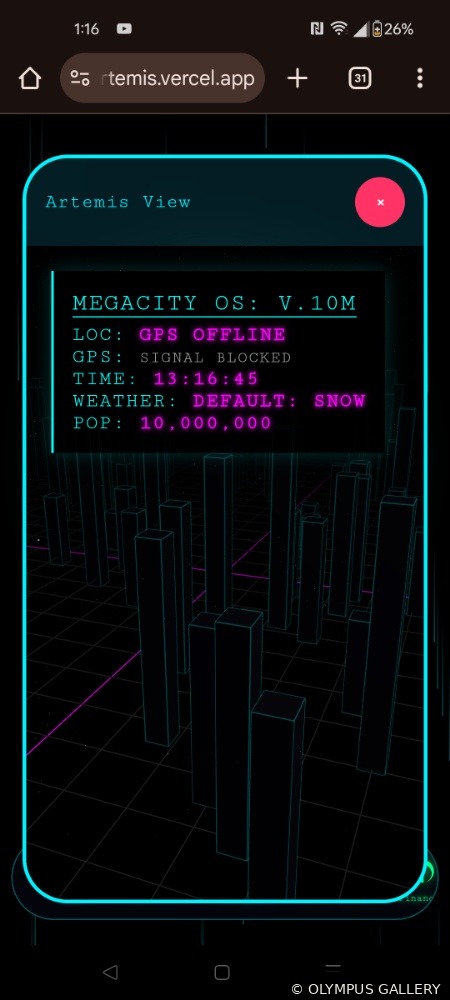 1:16
26%
temis.vercel.app
31
Artemis View
×
MEGACITY OS: V.10M
LOC: GPS OFFLINE
GPS: SIGNAL BLOCKED
TIME: 13:16:45
WEATHER: DEFAULT: SNOW
POP: 10,000,000
© OLYMPUS GALLERY